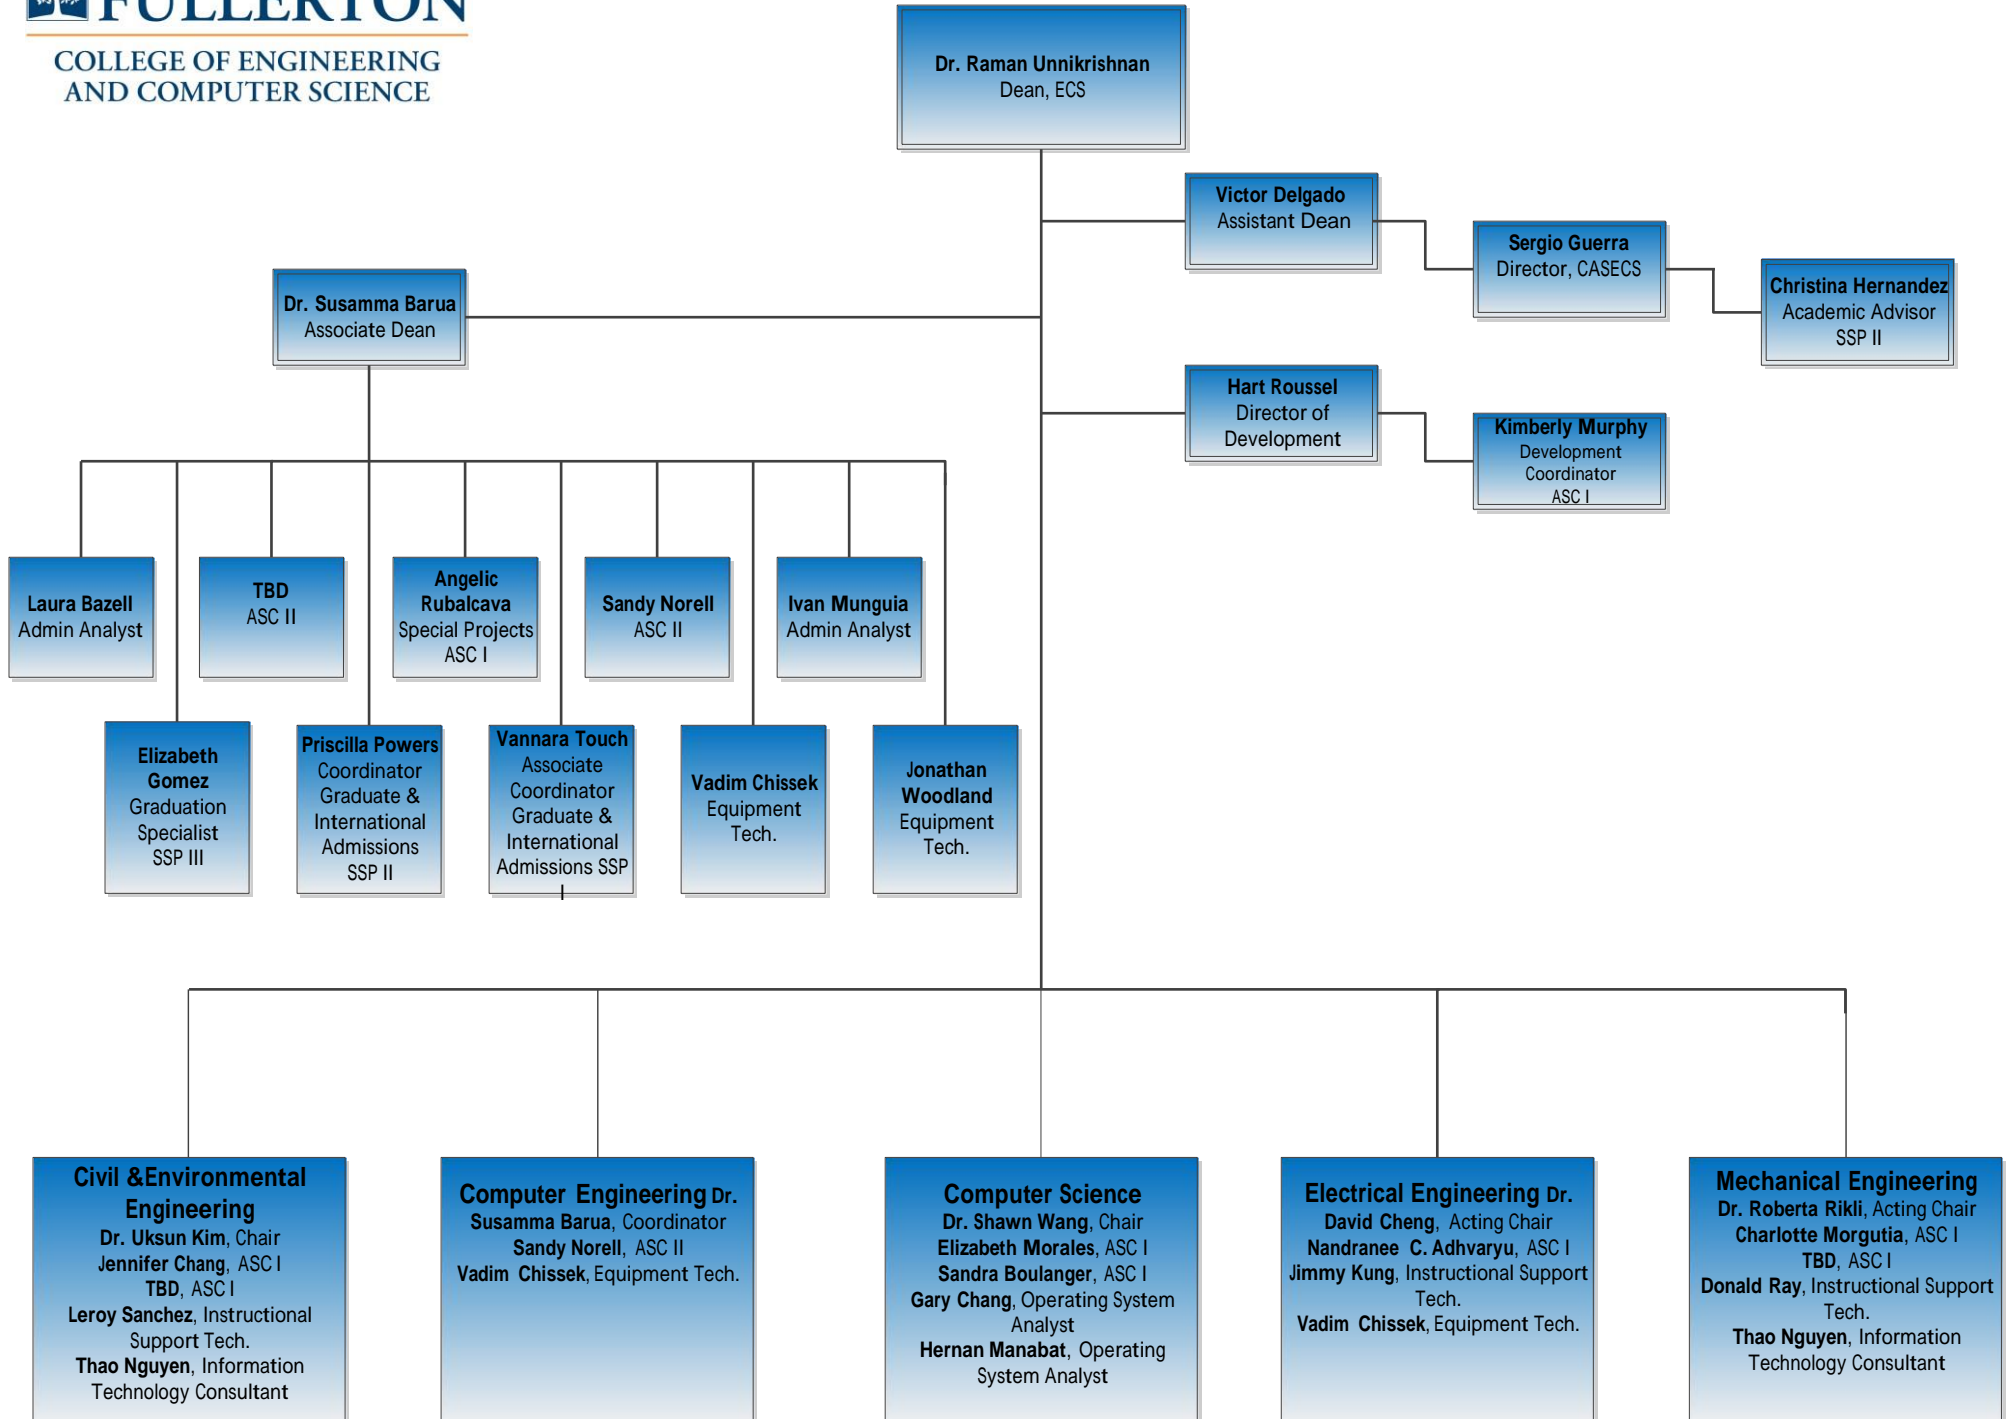 FULLERTON
COLLEGE OF ENGINEERING
AND COMPUTER SCIENCE
Dr. Raman Unnikrishnan
Dean, ECS
Victor Delgado
Assistant Dean
Sergio Guerra
Director, CASECS
Christina Hernandez
Academic Advisor
SSP II
Dr. Susamma Barua
Associate Dean
Hart Roussel
Director of
Development
Kimberly Murphy
Development
Coordinator
ASC I
Laura Bazell
Admin Analyst
TBD
ASC II
Angelic
Rubalcava
Special Projects
ASC I
Sandy Norell
ASC II
Ivan Munguia
Admin Analyst
Elizabeth
Gomez
Graduation
Specialist
SSP III
Priscilla Powers
Coordinator
Graduate &
International
Admissions
SSP II
Vannara Touch
Associate
Coordinator
Graduate &
International
Admissions SSP
I
Vadim Chissek
Equipment
Tech.
Jonathan
Woodland
Equipment
Tech.
Civil &Environmental
Engineering
Dr. Uksun Kim, Chair
Jennifer Chang, ASC I
TBD, ASC I
Leroy Sanchez, Instructional
Support Tech.
Thao Nguyen, Information
Technology Consultant
Computer Engineering Dr.
Susamma Barua, Coordinator
Sandy Norell, ASC II
Vadim Chissek, Equipment Tech.
Computer Science
Dr. Shawn Wang, Chair
Elizabeth Morales, ASC I
Sandra Boulanger, ASC I
Gary Chang, Operating System
Analyst
Hernan Manabat, Operating
System Analyst
Electrical Engineering Dr.
David Cheng, Acting Chair
Nandranee C. Adhvaryu, ASC I
Jimmy Kung, Instructional Support
Tech.
Vadim Chissek, Equipment Tech.
Mechanical Engineering
Dr. Roberta Rikli, Acting Chair
Charlotte Morgutia, ASC I
TBD, ASC I
Donald Ray, Instructional Support
Tech.
Thao Nguyen, Information
Technology Consultant